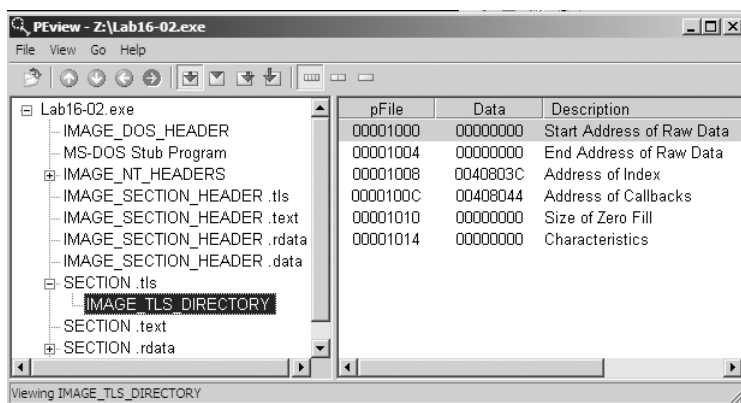 PEview - Z:\Lab16-02.exe
File View Go Help
Lab16-02.exe
IMAGE_DOS_HEADER
MS-DOS Stub Program
IMAGE_NT_HEADERS
IMAGE_SECTION_HEADER .tls
IMAGE_SECTION_HEADER .text
IMAGE_SECTION_HEADER .rdata
IMAGE_SECTION_HEADER .data
SECTION .tls
IMAGE_TLS_DIRECTORY
SECTION .text
SECTION .rdata
pFile Data Description
00001000 00000000 Start Address of Raw Data
00001004 00000000 End Address of Raw Data
00001008 0040803C Address of Index
0000100C 00408044 Address of Callbacks
00001010 00000000 Size of Zero Fill
00001014 00000000 Characteristics
Viewing IMAGE_TLS_DIRECTORY